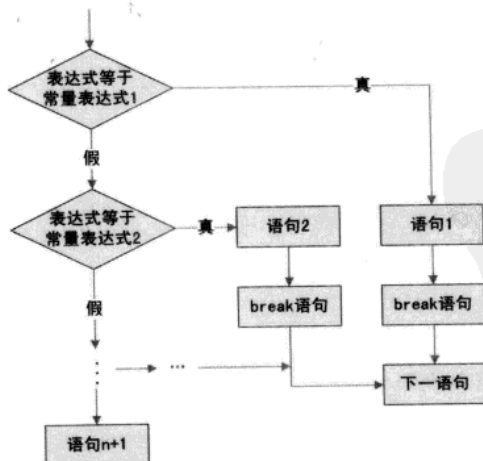 表达式等于
常量表达式1
真
假
表达式等于
常量表达式2
真
语句2
语句1
假
break语句
break语句
...
下一语句
语句n+1